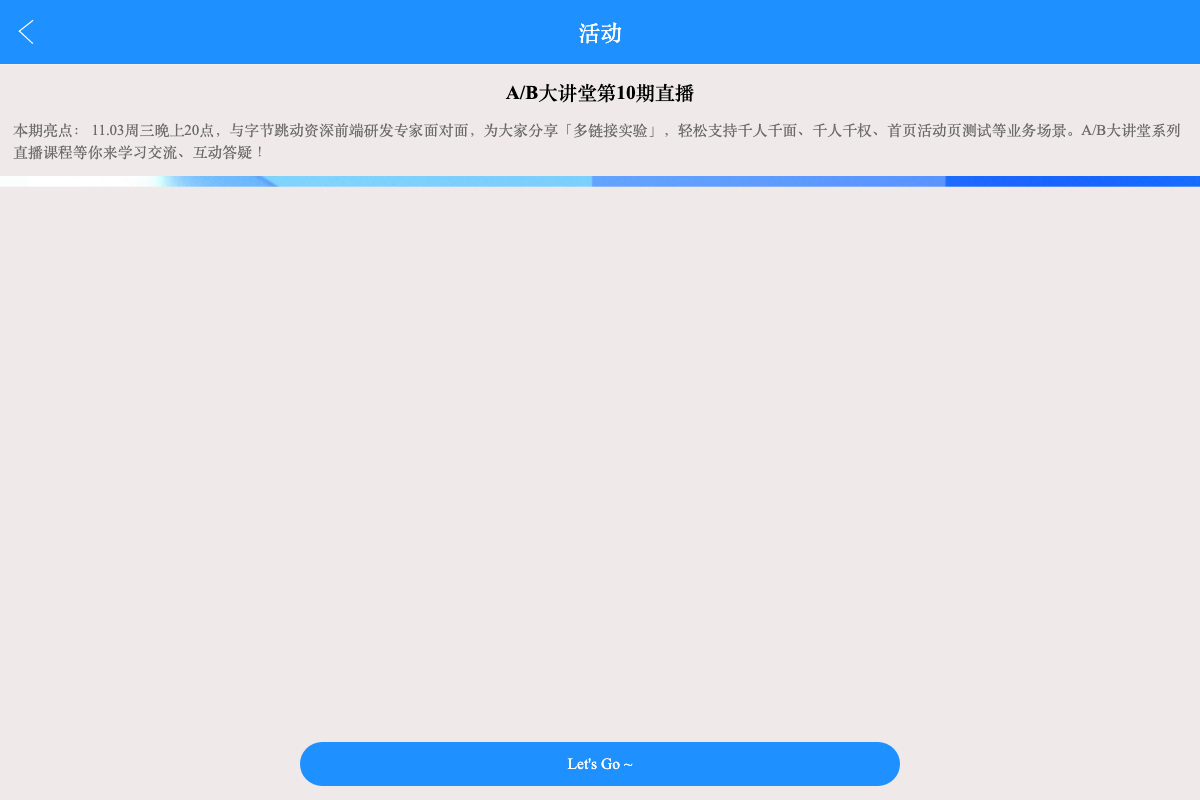 活动
A/B大讲堂第10期直播
本期亮点： 11.03周三晚上20点，与字节跳动资深前端研发专家面对面，为大家分享「多链接实验」，轻松支持千人千面、千人千权、首页活动页测试等业务场景。A/B大讲堂系列
直播课程等你来学习交流、互动答疑！
Let's Go ~